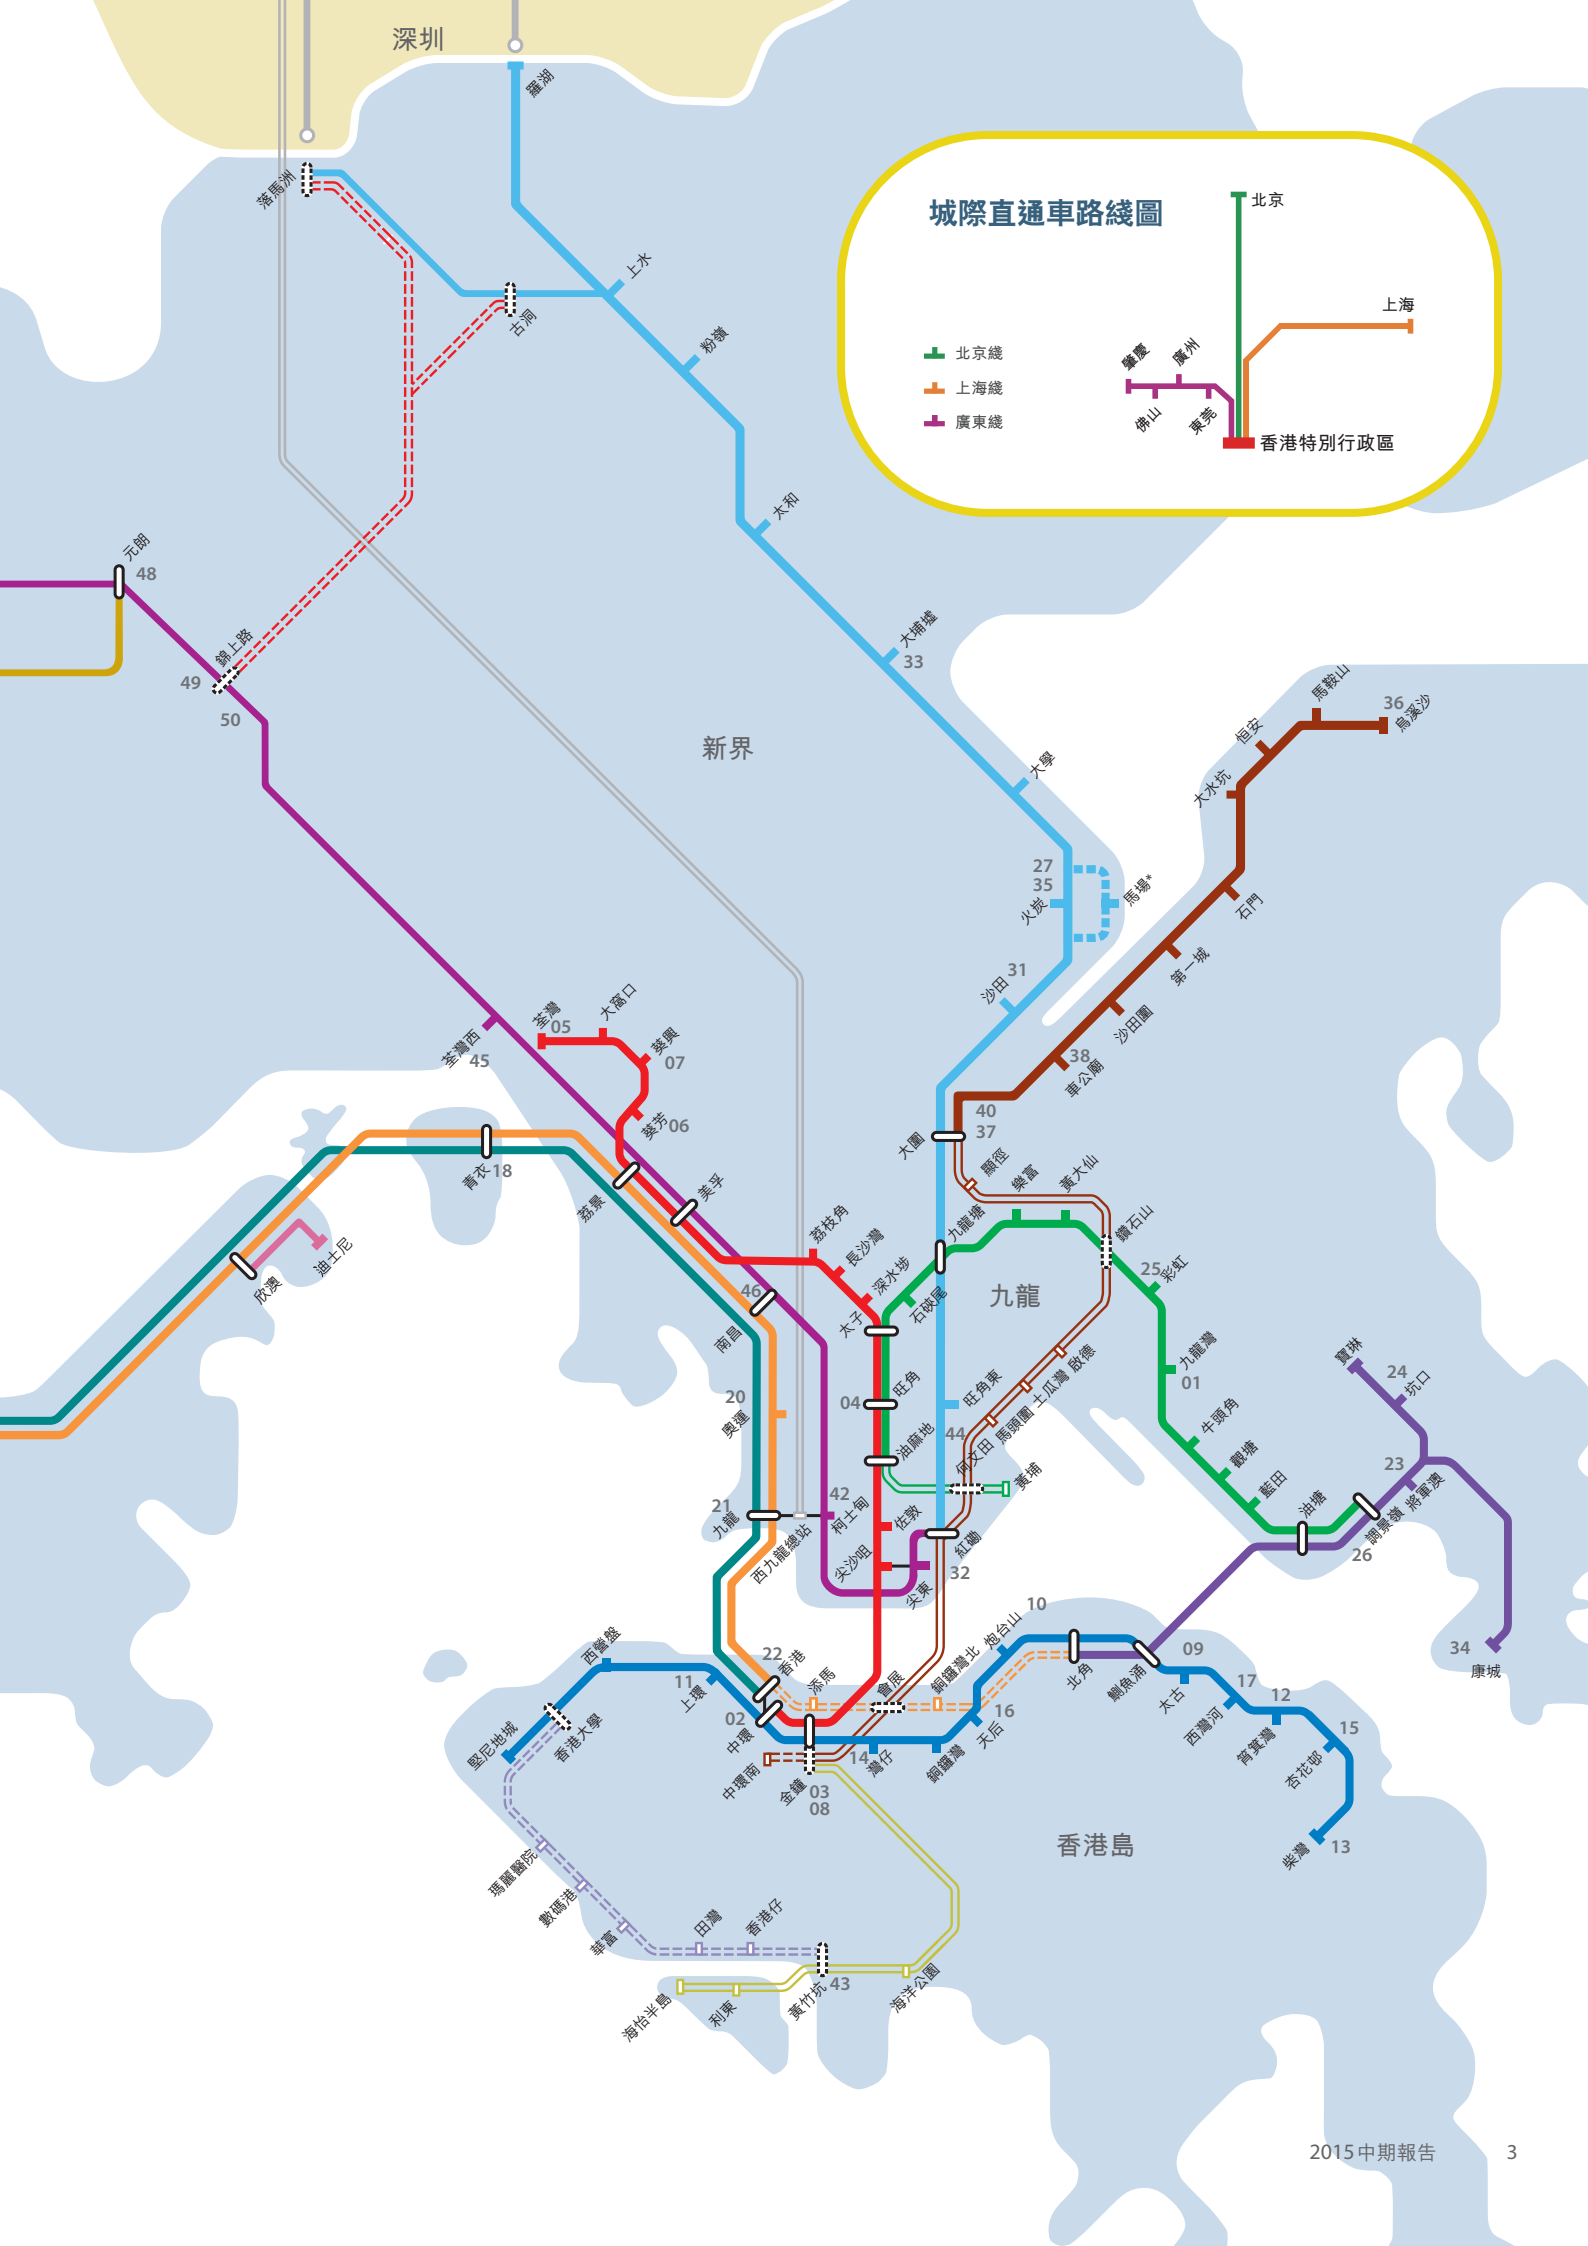 深圳
羅湖
落馬洲
上水
古洞
粉嶺
太和
城際直通車路綫圖
北京
上海
肇慶
廣州
佛山
東莞
香港特別行政區
北京綫
上海綫
廣東綫
元朗
48
錦上路
49
50
大埔墟
33
新界
大學
馬鞍山
36
烏溪沙
恒安
大水坑
石門
27
35
火炭
馬場*
第一城
沙田
31
沙田圍
38
車公廟
荃灣
05
大窩口
葵興
07
荃灣西
45
葵芳
06
40
37
大圍
顯徑
青衣
18
荔景
美孚
荔枝角
長沙灣
深水埗
石硤尾
九龍塘
樂富
黃大仙
鑽石山
25
彩虹
迪士尼
欣澳
九龍
46
南昌
太子
九龍灣
01
寶琳
24
坑口
20
奧運
04
旺角
旺角東
土瓜灣
啟德
馬頭圍
牛頭角
觀塘
藍田
油塘
23
將軍澳
調景嶺
26
油麻地
44
何文田
黃埔
21
九龍
西九龍總站
42
柯士甸
佐敦
尖沙咀
尖東
紅磡
32
10
炮台山
銅鑼灣北
北角
鰂魚涌
09
太古
17
西灣河
12
筲箕灣
15
杏花邨
柴灣
13
34
康城
西營盤
11
上環
22
香港
添馬
會展
堅尼地城
香港大學
02
中環
中環南
金鐘
03
08
14
灣仔
銅鑼灣
16
天后
香港島
瑪麗醫院
數碼港
華富
田灣
香港仔
43
黃竹坑
海洋公園
海怡半島
利東
2015中期報告
3